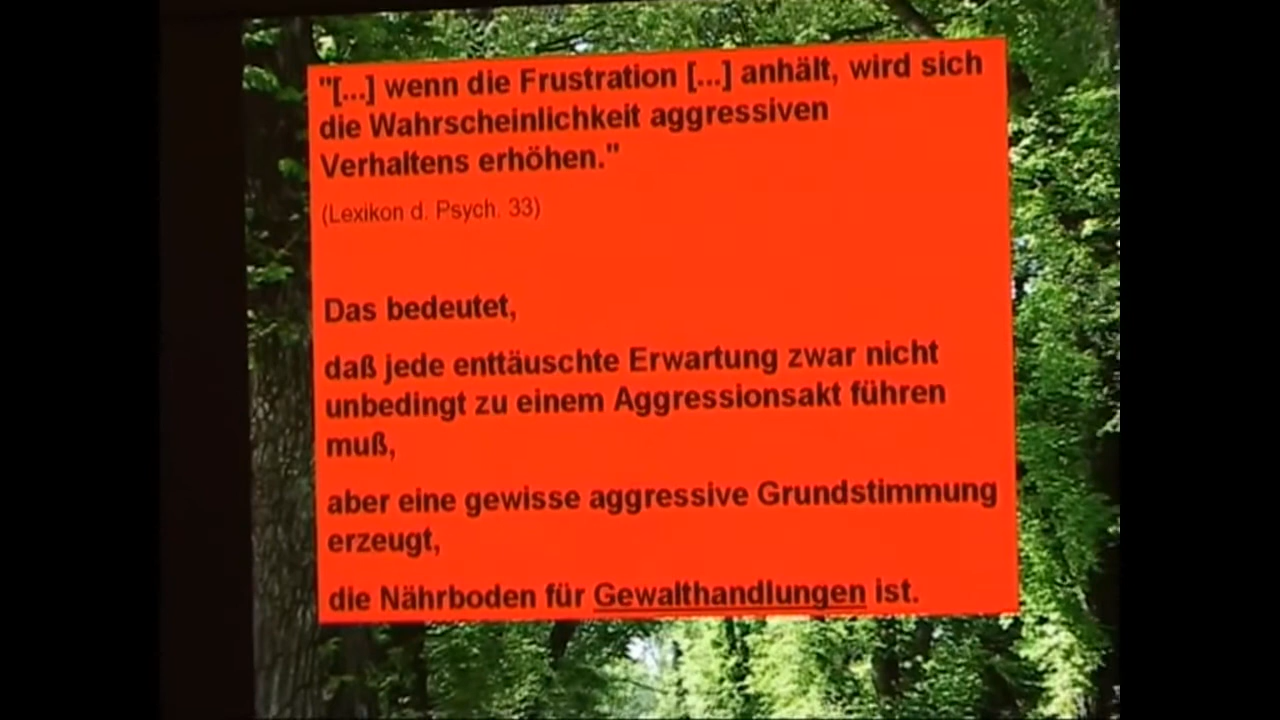 "[...] wenn die Frustration [...] anhält, wird sich
die Wahrscheinlichkeit aggressiven
Verhaltens erhöhen."
(Lexikon d. Psych. 33)
Das bedeutet,
daß jede enttäuschte Erwartung zwar nicht
unbedingt zu einem Aggressionsakt führen
muß,
aber eine gewisse aggressive Grundstimmung
erzeugt,
die Nährboden für Gewalthandlungen ist.